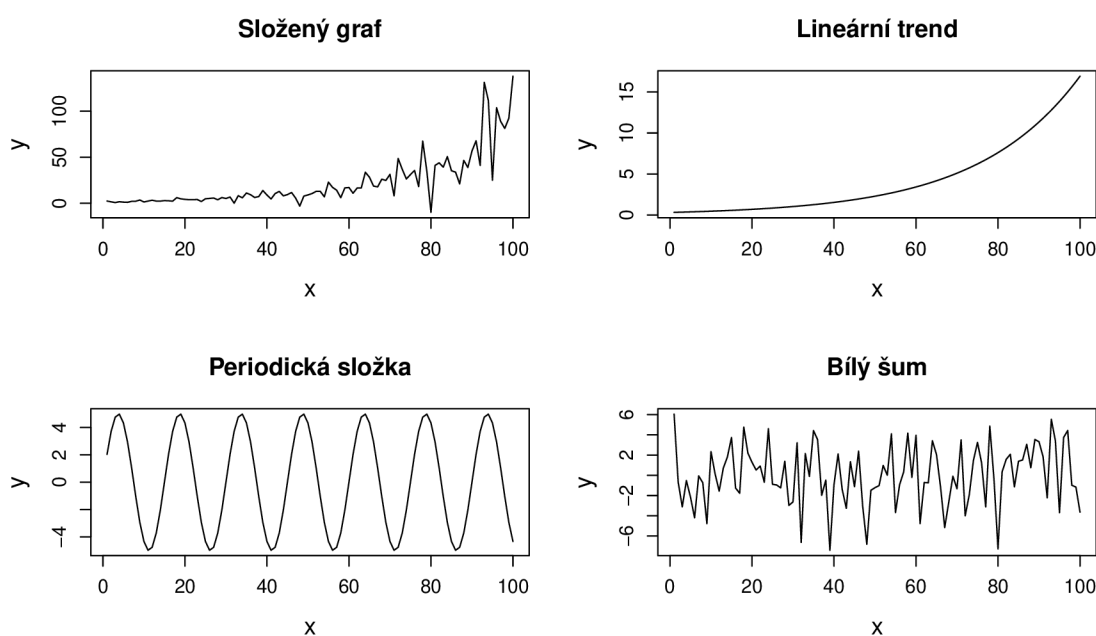 Složený graf
y
0 50 100
0 20 40 60 80 100
x
Lineární trend
y
0 5 10 15
0 20 40 60 80 100
x
Periodická složka
y
−4 0 2 4
0 20 40 60 80 100
x
Bílý šum
y
−6 −2 2 6
0 20 40 60 80 100
x